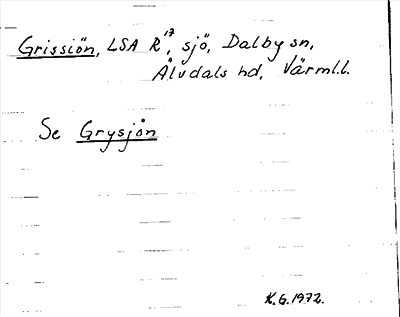 Grissiön, LSA R¹⁷, sjö, Dalby sn,
Älvdals hd, Värml.l.
Se Grysjön
K.G.1972.